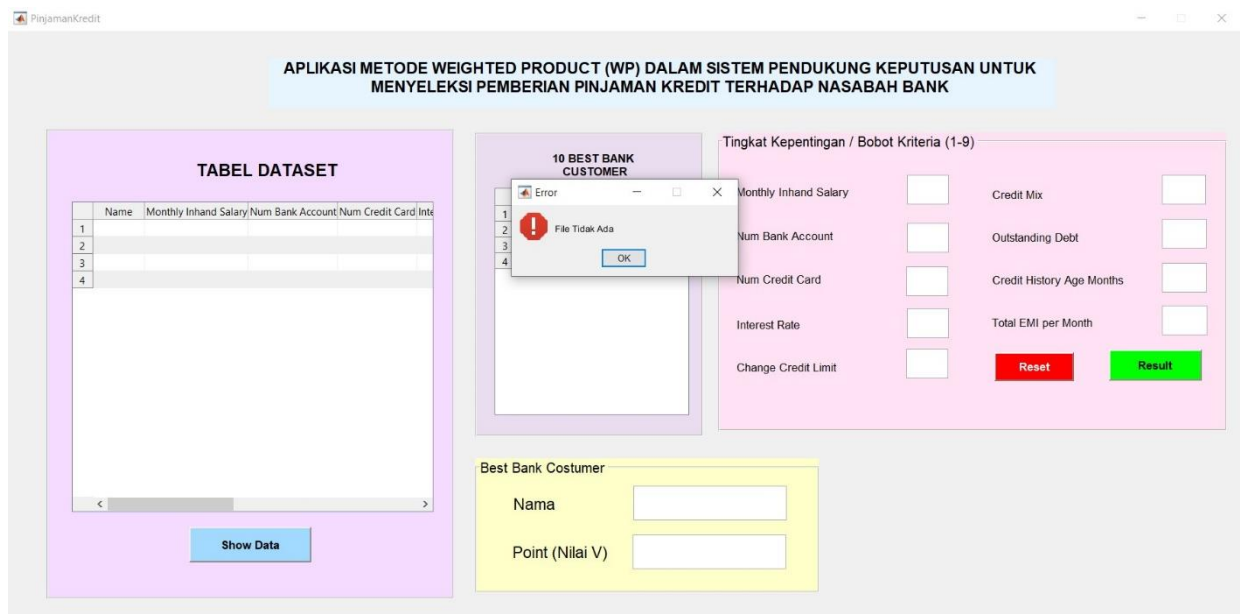 PinjamanKredit
APLIKASI METODE WEIGHTED PRODUCT (WP) DALAM SISTEM PENDUKUNG KEPUTUSAN UNTUK
MENYELEKSI PEMBERIAN PINJAMAN KREDIT TERHADAP NASABAH BANK
TABEL DATASET
Name Monthly Inhand Salary Num Bank Account Num Credit Card Inte
1
2
3
4
Show Data
10 BEST BANK
CUSTOMER
1
2
3
4
Error
File Tidak Ada
OK
Tingkat Kepentingan / Bobot Kriteria (1-9)
Monthly Inhand Salary
Num Bank Account
Num Credit Card
Interest Rate
Change Credit Limit
Credit Mix
Outstanding Debt
Credit History Age Months
Total EMI per Month
Reset
Result
Best Bank Costumer
Nama
Point (Nilai V)